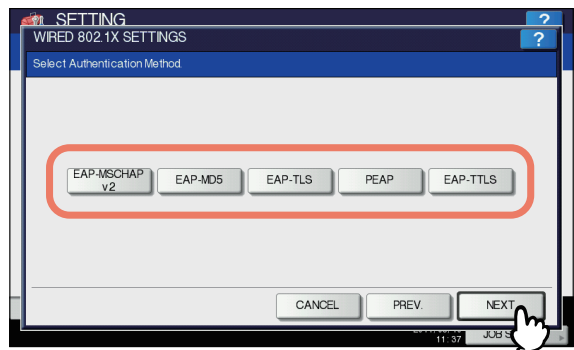 SETTING
?
WIRED 802.1X SETTINGS
?
Select Authentication Method.
EAP-MSCHAP
v2
EAP-MD5
EAP-TLS
PEAP
EAP-TTLS
CANCEL
PREV.
NEXT
11:37
JOB S